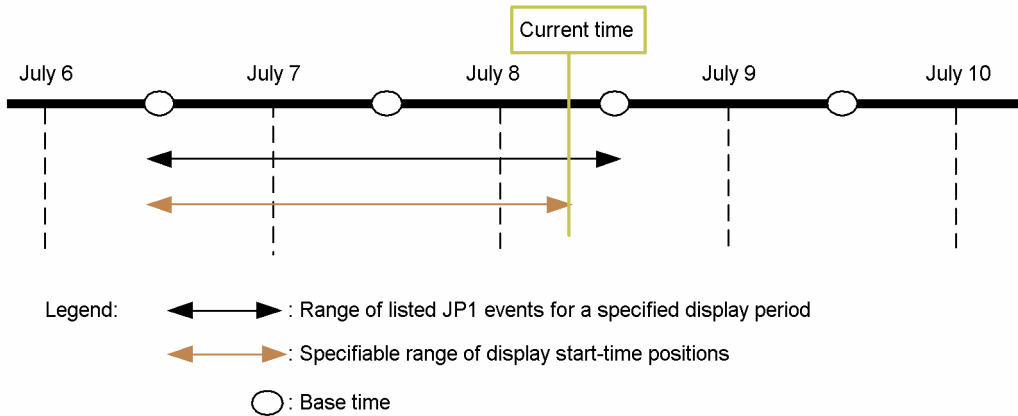 Current time
July 6
July 7
July 8
July 9
July 10
Legend:
: Range of listed JP1 events for a specified display period
: Specifiable range of display start-time positions
: Base time